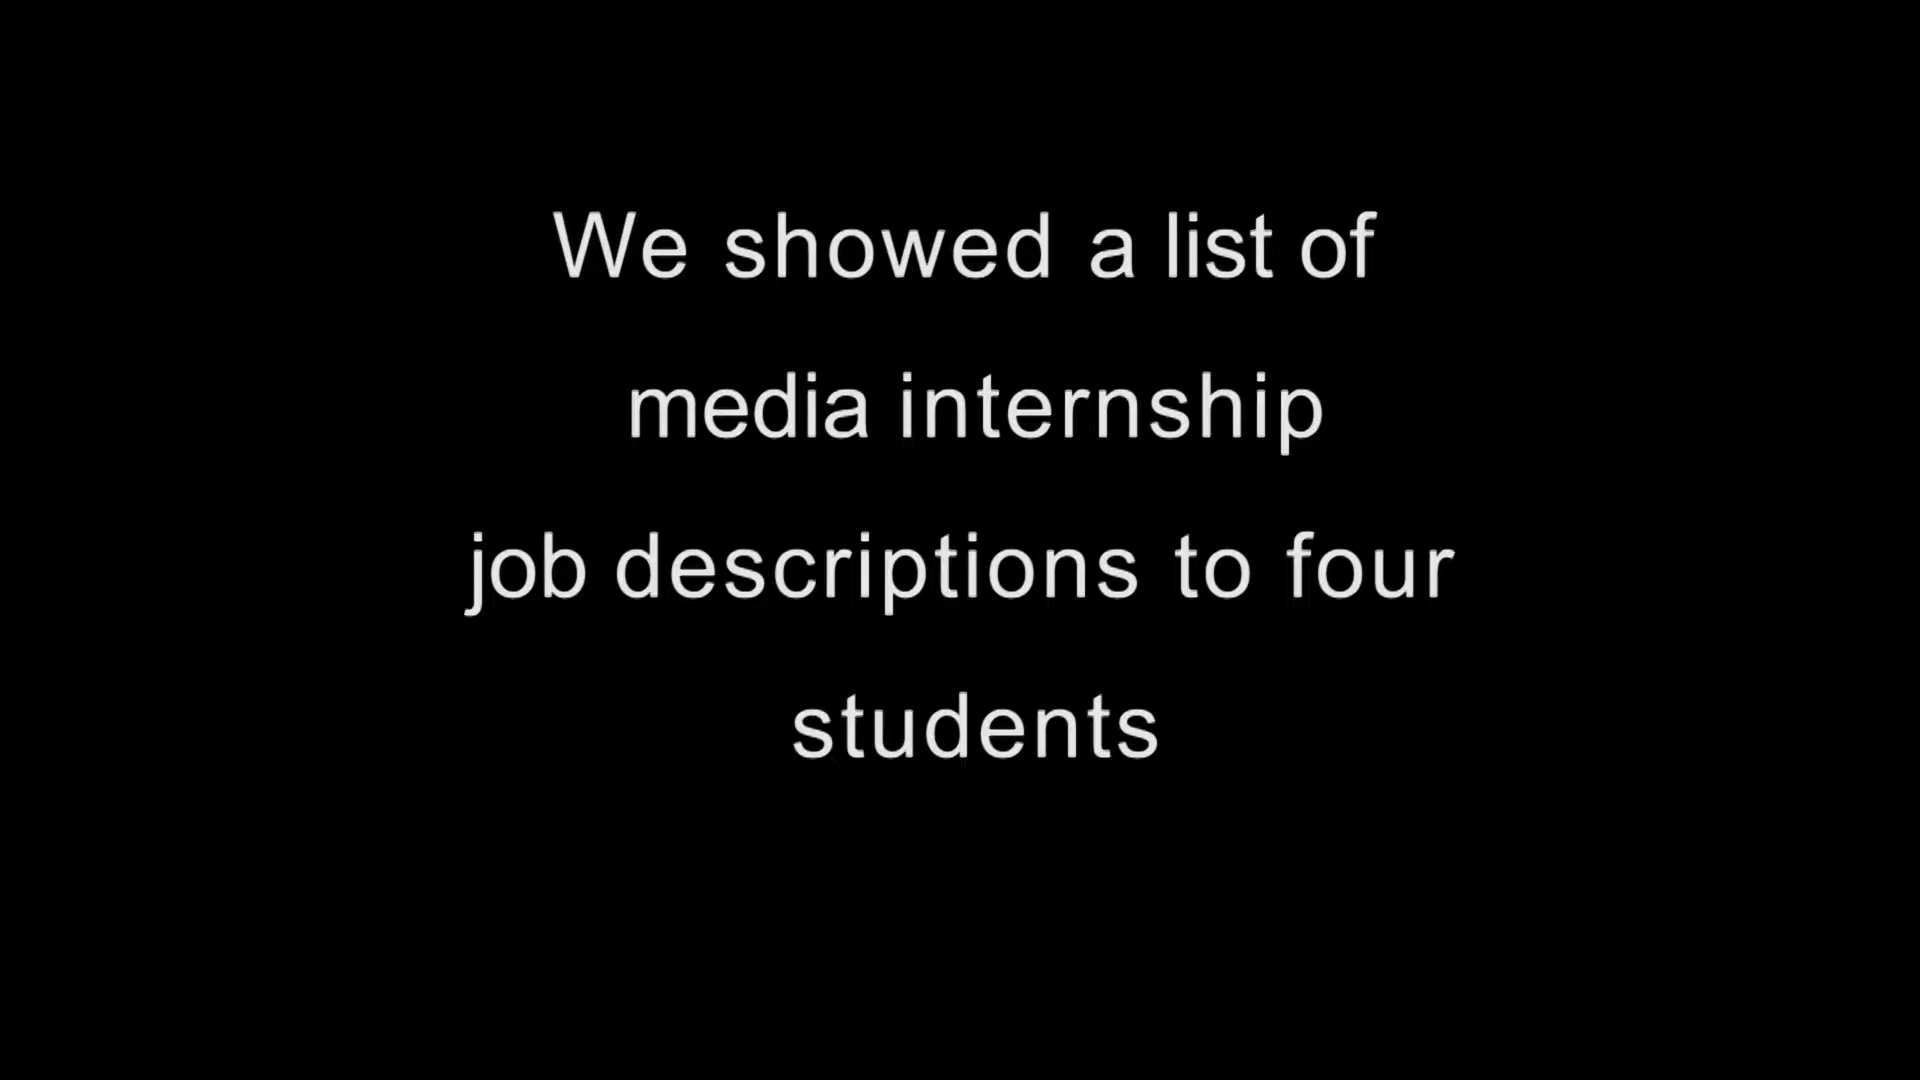 We showed a list of
media internship
job descriptions to four
students